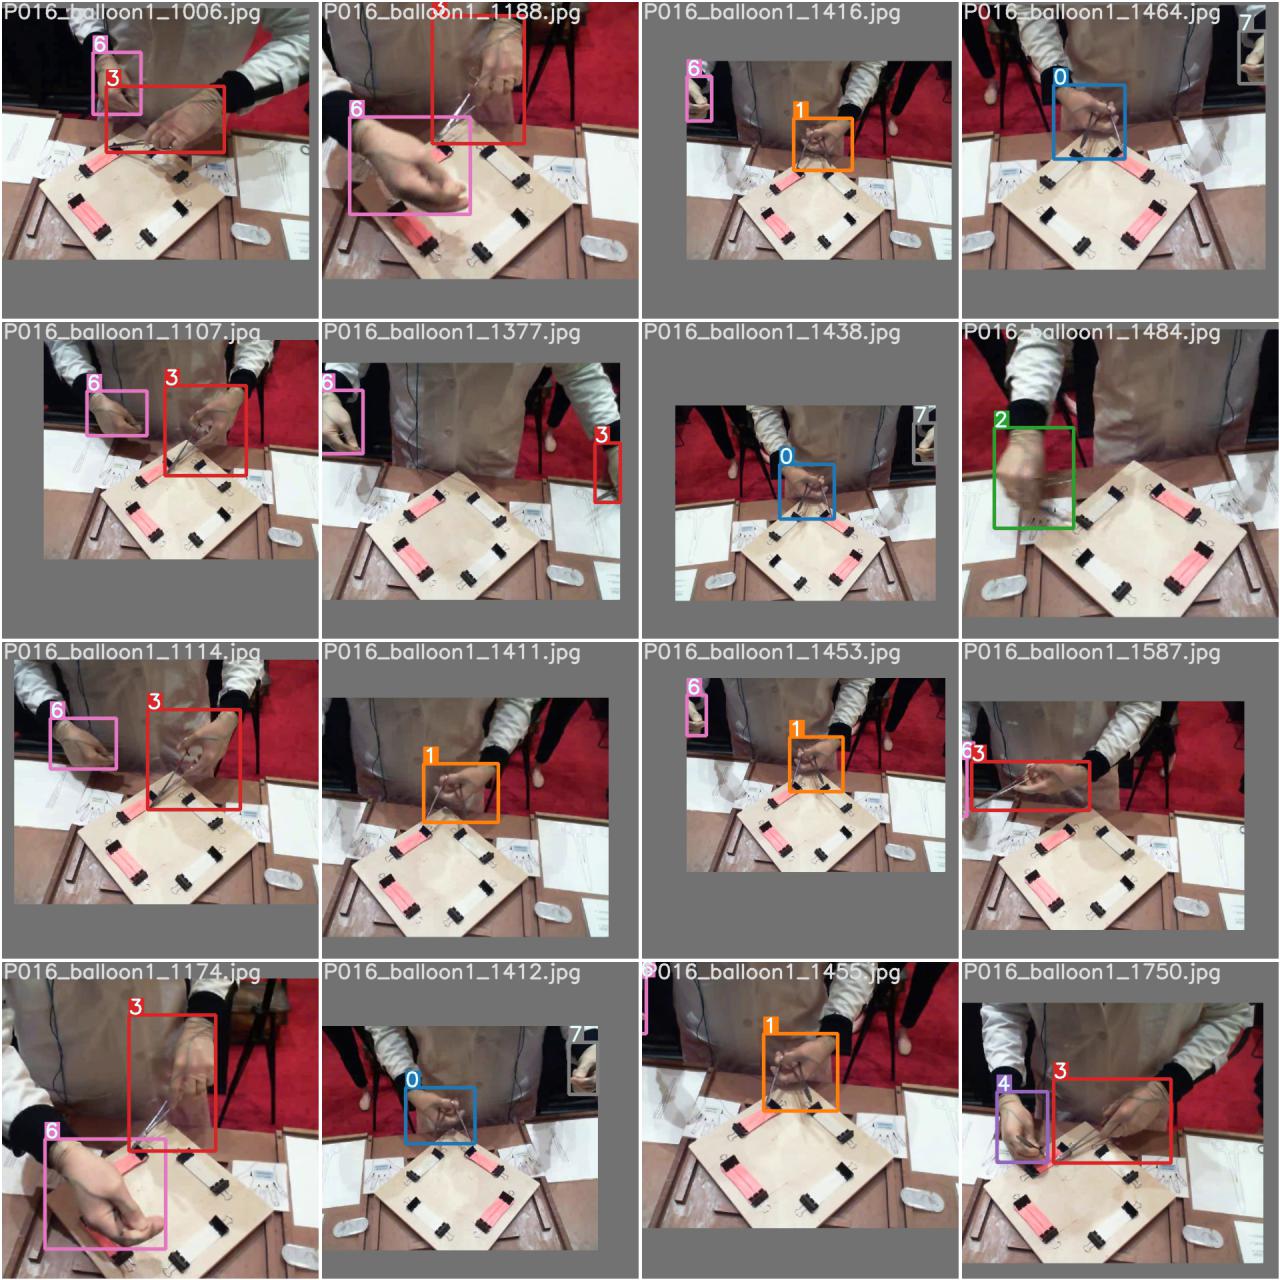 P016_balloon1_1006.jpg
6
3
P016_balloon1_1188.jpg
3
6
P016_balloon1_1416.jpg
6
1
P016_balloon1_1464.jpg
7
0
P016_balloon1_1107.jpg
6
3
P016_balloon1_1377.jpg
6
3
P016_balloon1_1438.jpg
7
0
P016_balloon1_1484.jpg
2
P016_balloon1_1114.jpg
6
3
P016_balloon1_1411.jpg
1
P016_balloon1_1453.jpg
6
1
P016_balloon1_1587.jpg
6
3
P016_balloon1_1174.jpg
3
6
P016_balloon1_1412.jpg
7
0
P016_balloon1_1455.jpg
6
1
P016_balloon1_1750.jpg
4
3